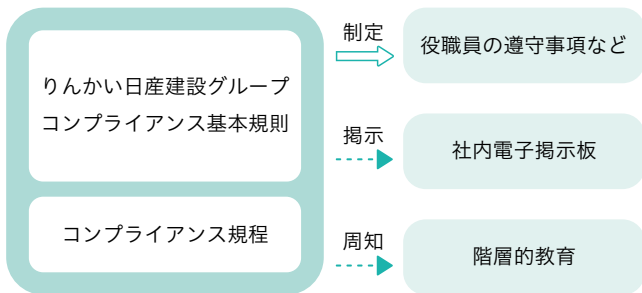 りんかい日産建設グループ
コンプライアンス基本規則
コンプライアンス規程
制定
役職員の遵守事項など
掲示
社内電子掲示板
周知
階層的教育